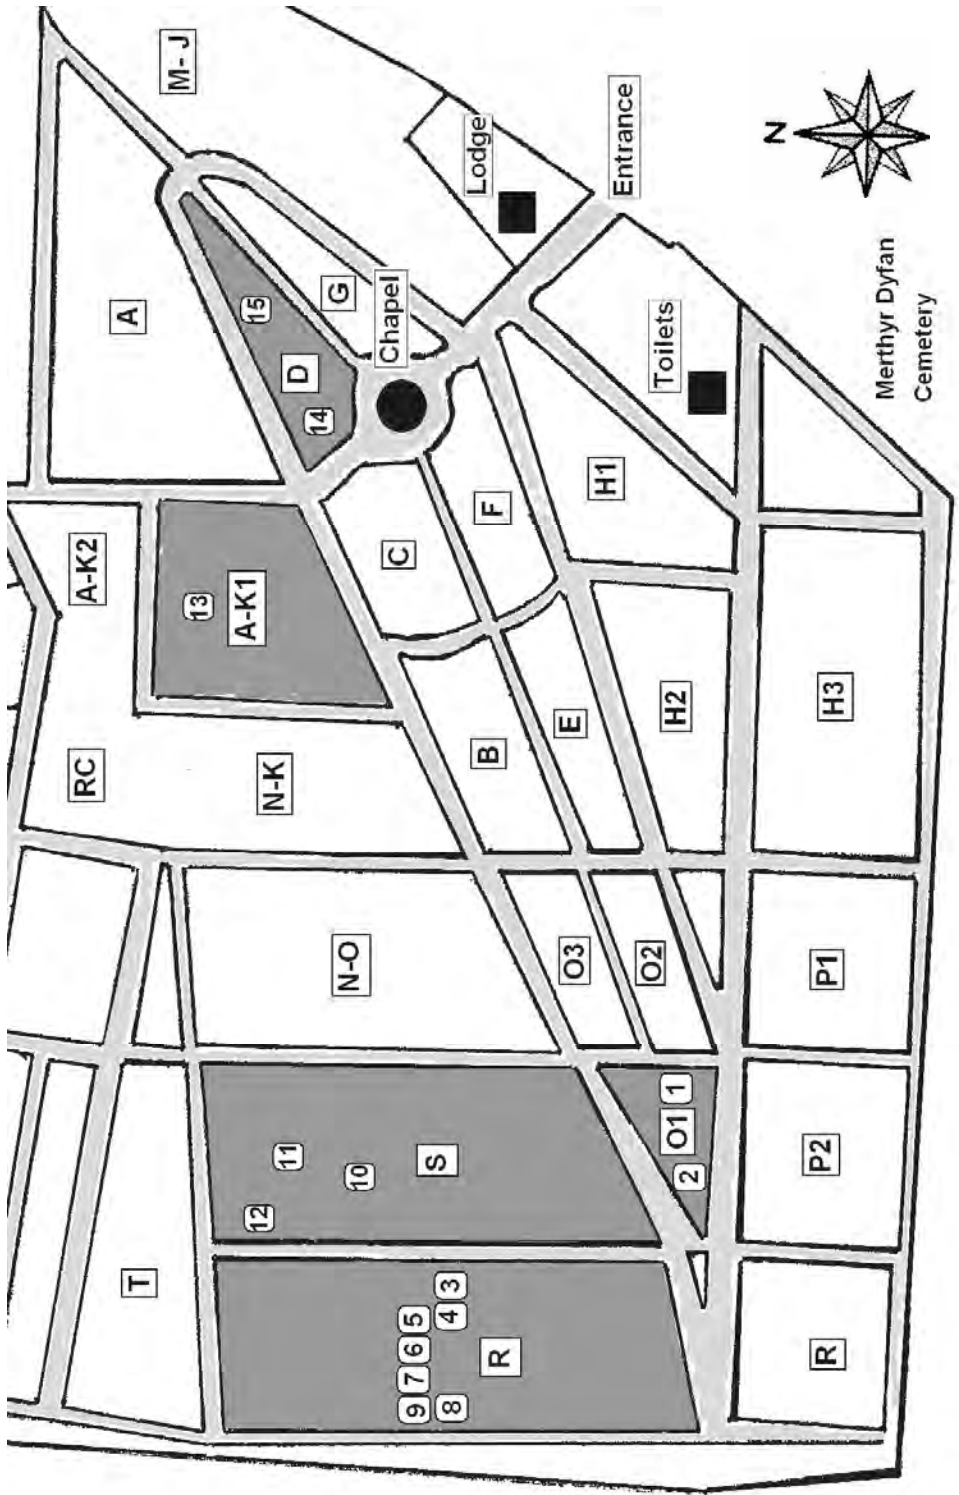 RC
A-K2
T
A
M-J
13
A-K1
12
15
N-K
11
D
14
G
N-O
10
Chapel
C
9 7 6 5
S
8 4 3
Lodge
B
F
R
E
O3
H1
Entrance
O2
Toilets
2 O1 1
H2
N
R
P2
P1
H3
Merthyr Dyfan
Cemetery